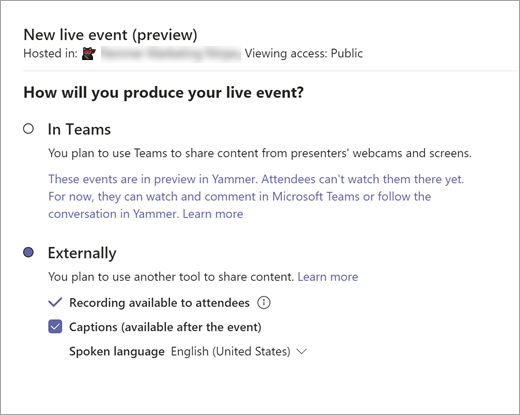 New live event (preview)
Hosted in: Viewing access: Public
How will you produce your live event?
In Teams
You plan to use Teams to share content from presenters' webcams and screens.
These events are in preview in Yammer. Attendees can't watch them there yet.
For now, they can watch and comment in Microsoft Teams or follow the
conversation in Yammer. Learn more
Externally
You plan to use another tool to share content. Learn more
Recording available to attendees
Captions (available after the event)
Spoken language English (United States)